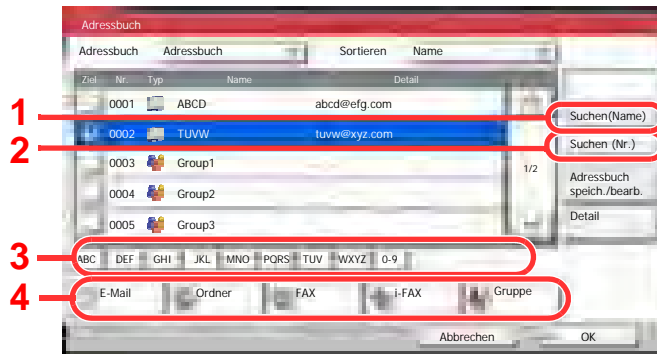 Adressbuch
Adressbuch Adressbuch Sortieren Name
Ziel Nr. Typ Name Detail
0001 ABCD abcd@efg.com
1 Suchen(Name)
0002 TUVW tuvw@xyz.com
2 Suchen (Nr.)
0003 Group1 1/2
Adressbuch
speich./bearb.
0004 Group2
Detail
0005 Group3
3 ABC DEF GHI JKL MNO PQRS TUV WXYZ 0-9
4 E-Mail Ordner FAX i-FAX Gruppe
Abbrechen OK